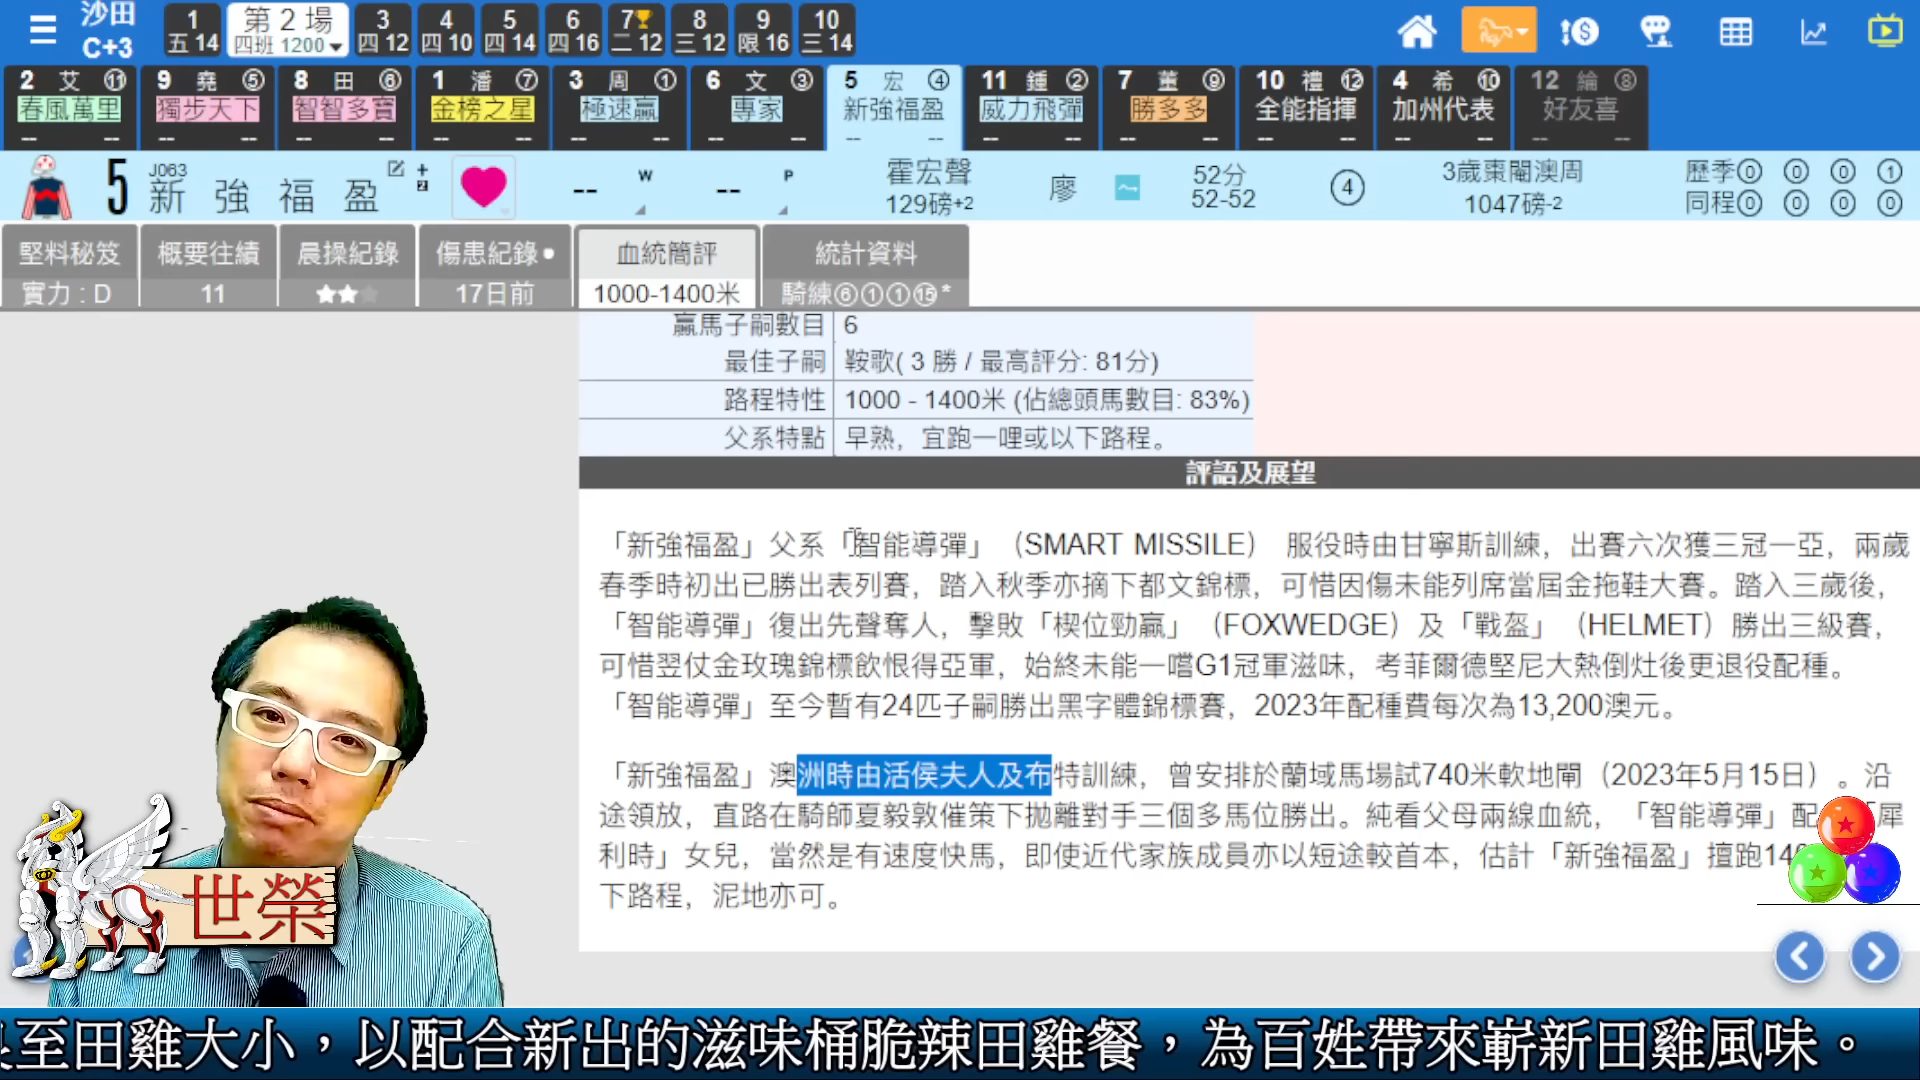 沙田
C+3
1
五 14
第 2 場
四班 1200
3
四 12
4
四 10
5
四 14
6
四 16
7
二 12
8
三 12
9
限 16
10
三 14
2 艾 ⑪
春風萬里
-- --
9 堯 ⑤
獨步天下
-- --
8 田 ⑥
智智多寶
-- --
1 潘 ⑦
金榜之星
-- --
3 周 ①
極速贏
-- --
6 文 ③
專家
-- --
5 宏 ④
新強福盈
-- --
11 鍾 ②
威力飛彈
-- --
7 董 ⑨
勝多多
-- --
10 禮 ⑫
全能指揮
-- --
4 希 ⑩
加州代表
-- --
12 綸 ⑧
好友喜
-- --
5
J063
新 強 福 盈
+
2
-- W
-- P
霍宏聲
129磅+2
廖
52分
52-52
④
3歲棗閹澳周
1047磅-2
歷季⓪ ⓪ ⓪ ①
同程⓪ ⓪ ⓪ ⓪
堅料秘笈
實力 : D
概要往績
11
晨操紀錄
★★☆
傷患紀錄●
17日前
血統簡評
1000-1400米
統計資料
騎練⑥①①⑮*
贏馬子嗣數目 6
最佳子嗣 鞍歌( 3 勝 / 最高評分: 81分)
路程特性 1000 - 1400米 (佔總頭馬數目: 83%)
父系特點 早熟，宜跑一哩或以下路程。
評語及展望
「新強福盈」父系「智能導彈」（SMART MISSILE） 服役時由甘寧斯訓練，出賽六次獲三冠一亞，兩歲
春季時初出已勝出表列賽，踏入秋季亦摘下都文錦標，可惜因傷未能列席當屆金拖鞋大賽。踏入三歲後，
「智能導彈」復出先聲奪人，擊敗「楔位勁贏」（FOXWEDGE）及「戰盔」（HELMET）勝出三級賽，
可惜翌仗金玫瑰錦標飲恨得亞軍，始終未能一嚐G1冠軍滋味，考菲爾德堅尼大熱倒灶後更退役配種。
「智能導彈」至今暫有24匹子嗣勝出黑字體錦標賽，2023年配種費每次為13,200澳元。
「新強福盈」澳洲時由活侯夫人及布特訓練，曾安排於蘭域馬場試740米軟地閘（2023年5月15日）。沿
途領放，直路在騎師夏毅敦催策下拋離對手三個多馬位勝出。純看父母兩線血統，「智能導彈」配「犀
利時」女兒，當然是有速度快馬，即使近代家族成員亦以短途較首本，估計「新強福盈」擅跑14
下路程，泥地亦可。
世榮
至田雞大小，以配合新出的滋味桶脆辣田雞餐，為百姓帶來嶄新田雞風味。